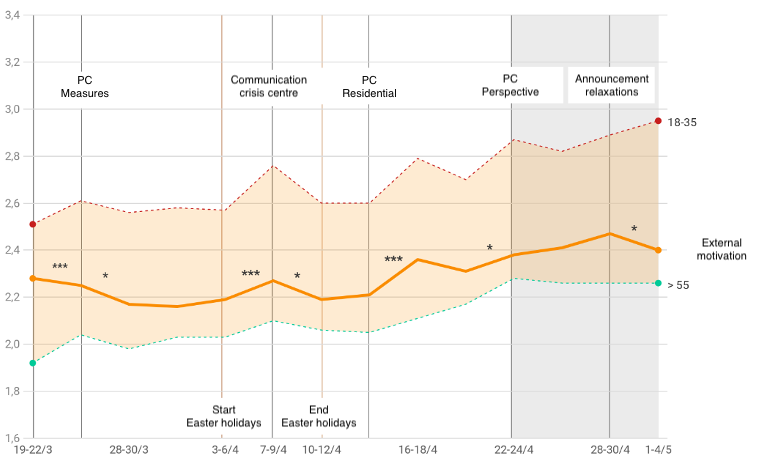 3,4
3,2
3,0
2,8
2,6
2,4
2,2
2,0
1,8
1,6
PC
Measures
Communication
crisis centre
PC
Residential
PC
Perspective
Announcement
relaxations
18-35
External
motivation
> 55
***
*
***
*
***
*
*
Start
Easter holidays
End
Easter holidays
19-22/3
28-30/3
3-6/4
7-9/4
10-12/4
16-18/4
22-24/4
28-30/4
1-4/5